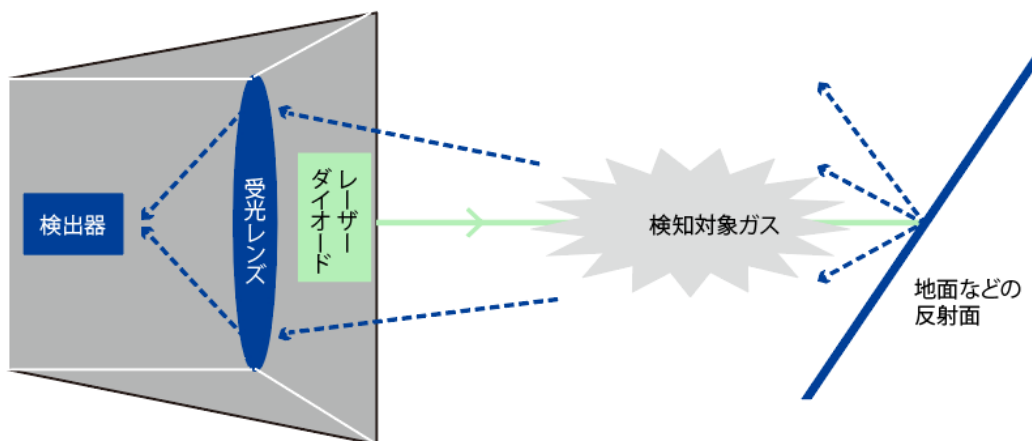 検出器
受光レンズ
レーザー
ダイオード
検知対象ガス
地面などの
反射面